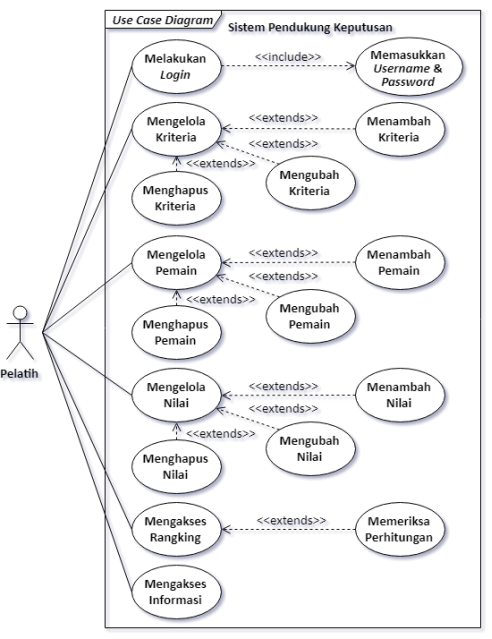 Use Case Diagram
Sistem Pendukung Keputusan
Melakukan
Login
<<include>>
Memasukkan
Username &
Password
Mengelola
Kriteria
<<extends>>
Menambah
Kriteria
<<extends>>
<<extends>>
Mengubah
Kriteria
Menghapus
Kriteria
Mengelola
Pemain
<<extends>>
Menambah
Pemain
<<extends>>
<<extends>>
Mengubah
Pemain
Menghapus
Pemain
Pelatih
Mengelola
Nilai
<<extends>>
Menambah
Nilai
<<extends>>
<<extends>>
Mengubah
Nilai
Menghapus
Nilai
Mengakses
Rangking
<<extends>>
Memeriksa
Perhitungan
Mengakses
Informasi